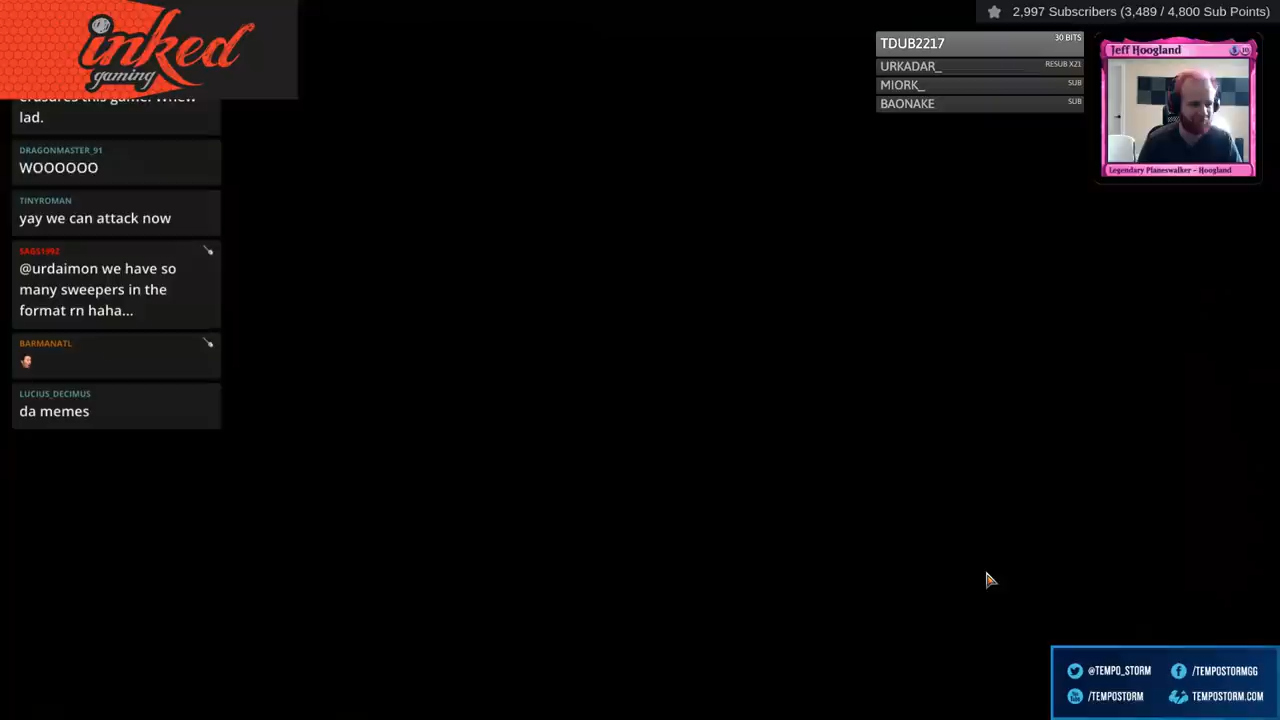 inked
gaming
lad.
DRAGONMASTER_91
WOOOOOO
TINYROMAN
yay we can attack now
SAGS1992
@urdaimon we have so
many sweepers in the
format rn haha...
BARMANATL
LUCIUS_DECIMUS
da memes
2,997 Subscribers (3,489 / 4,800 Sub Points)
TDUB2217 30 BITS
URKADAR_ RESUB X21
MIORK_ SUB
BAONAKE SUB
Jeff Hoogland
Legendary Planeswalker - Hoogland
@TEMPO_STORM /TEMPOSTORMGG
/TEMPOSTORM TEMPOSTORM.COM